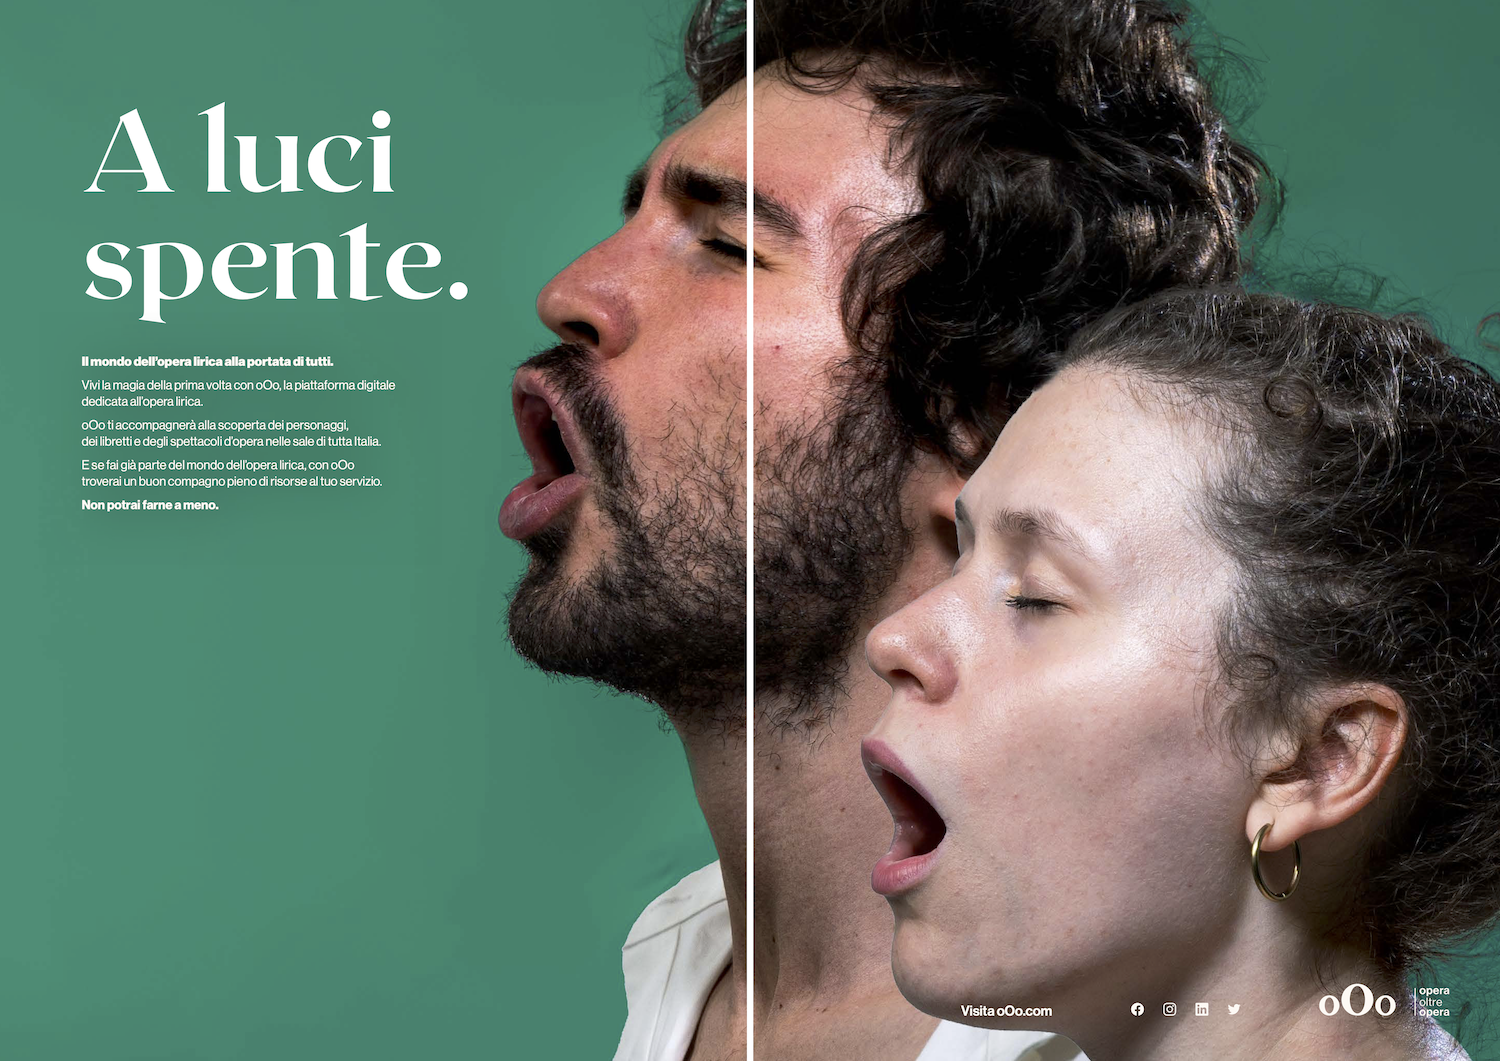 A luci
spente.
Il mondo dell'opera lirica alla portata di tutti.
Vivi la magia della prima volta con oOo, la piattaforma digitale
dedicata all'opera lirica.
oOo ti accompagnerà alla scoperta dei personaggi,
dei libretti e degli spettacoli d'opera nelle sale di tutta Italia.
E se fai già parte del mondo dell'opera lirica, con oOo
troverai un buon compagno pieno di risorse al tuo servizio.
Non potrai farne a meno.
Visita oOo.com
oOo
opera
oltre
opera